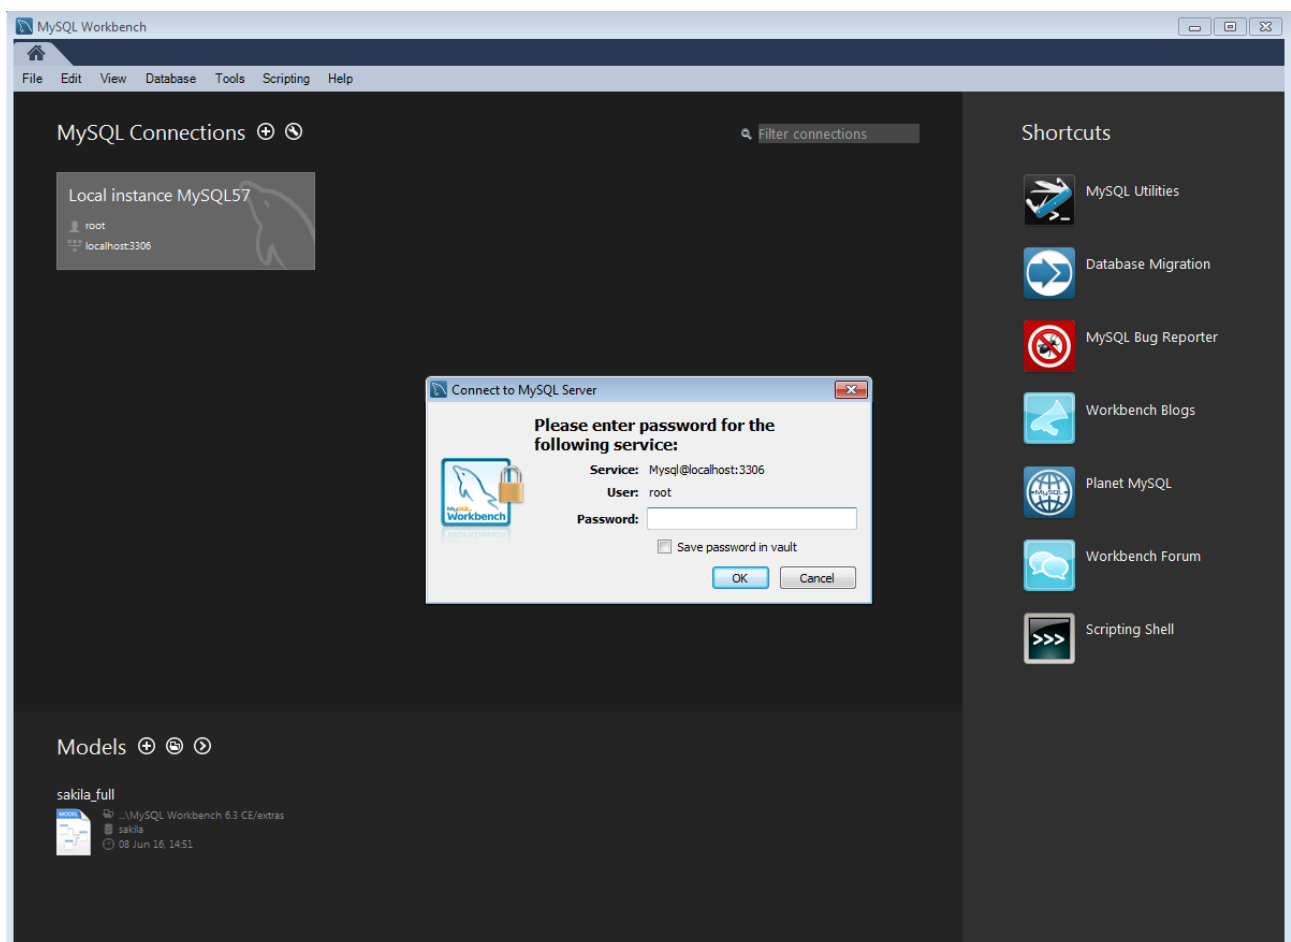 MySQL Workbench
File Edit View Database Tools Scripting Help
MySQL Connections
Filter connections
Local instance MySQL57
root
localhost:3306
Shortcuts
MySQL Utilities
Database Migration
MySQL Bug Reporter
Workbench Blogs
Planet MySQL
Workbench Forum
>>>
Scripting Shell
Connect to MySQL Server
Please enter password for the
following service:
Service: Mysql@localhost:3306
User: root
Password:
Save password in vault
OK Cancel
MySQL
Workbench
Models
sakila_full
MODEL
...\MySQL Workbench 6.3 CE/extras
sakila
08 Jun 16, 14:51